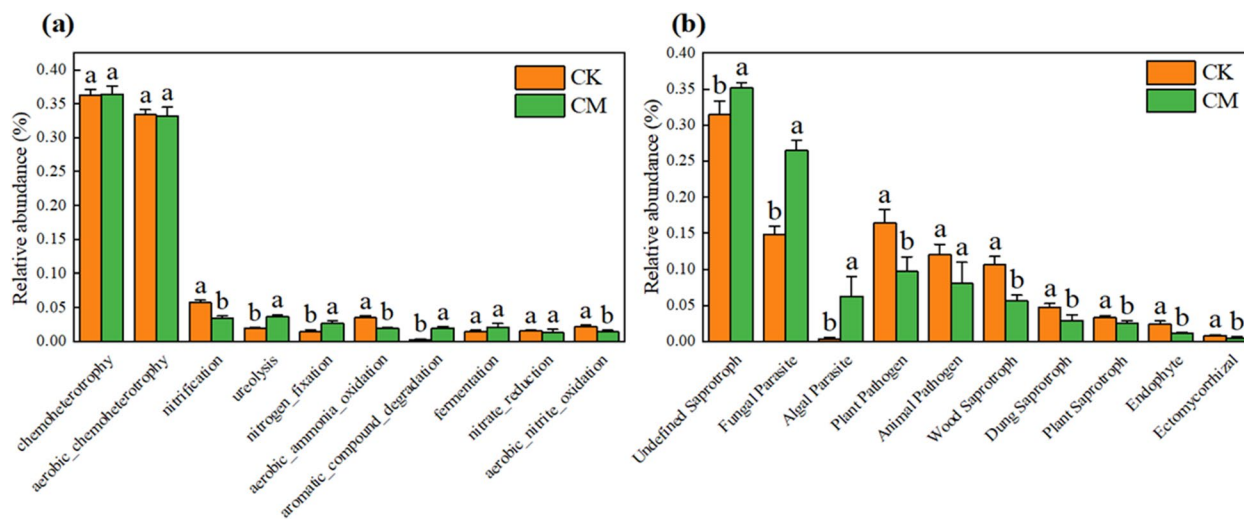 (a)
Relative abundance (%)
0.40
0.35
0.30
0.25
0.20
0.15
0.10
0.05
0.00
CK
CM
a a
a a
a b
b a
b a
a b
b a
a a
a a
a b
chemoheterotrophy
aerobic_chemoheterotrophy
nitrification
ureolysis
nitrogen_fixation
aerobic_ammonia_oxidation
aromatic_compound_degradation
fermentation
nitrate_reduction
aerobic_nitrite_oxidation
(b)
Relative abundance (%)
0.40
0.35
0.30
0.25
0.20
0.15
0.10
0.05
0.00
CK
CM
b a
b a
b a
a b
a a
a b
a b
a b
a b
a b
Undefined Saprotroph
Fungal Parasite
Algal Parasite
Plant Pathogen
Animal Pathogen
Wood Saprotroph
Dung Saprotroph
Plant Saprotroph
Endophyte
Ectomycorrhizal